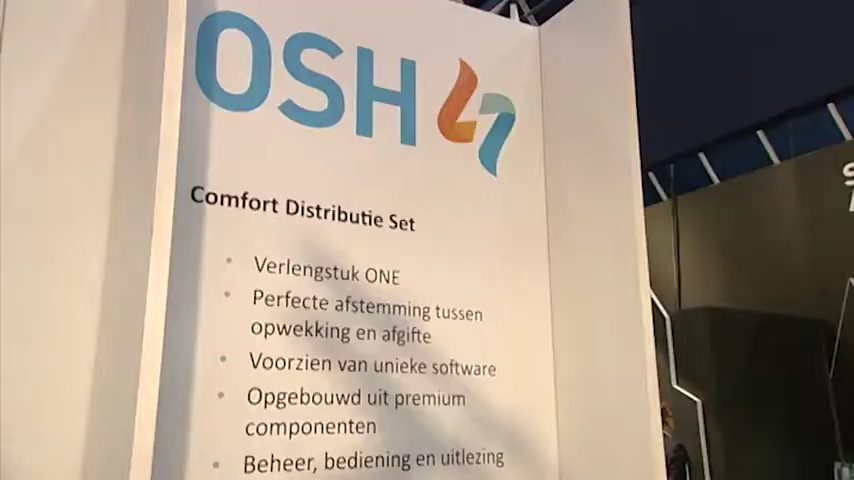 OSH
Comfort Distributie Set
• Verlengstuk ONE
• Perfecte afstemming tussen
opwekking en afgifte
• Voorzien van unieke software
• Opgebouwd uit premium
componenten
• Beheer, bediening en uitlezing